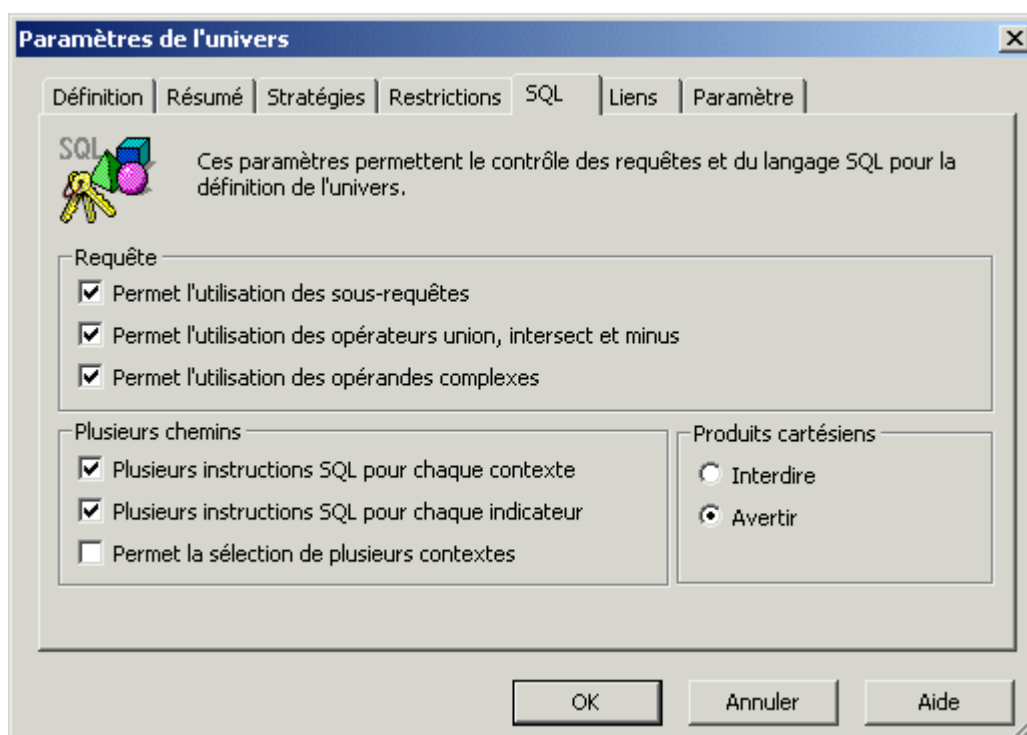 Paramètres de l'univers
Définition Résumé Stratégies Restrictions SQL Liens Paramètre
SQL
Ces paramètres permettent le contrôle des requêtes et du langage SQL pour la
définition de l'univers.
Requête
Permet l'utilisation des sous-requêtes
Permet l'utilisation des opérateurs union, intersect et minus
Permet l'utilisation des opérandes complexes
Plusieurs chemins
Plusieurs instructions SQL pour chaque contexte
Plusieurs instructions SQL pour chaque indicateur
Permet la sélection de plusieurs contextes
Produits cartésiens
Interdire
Avertir
OK Annuler Aide